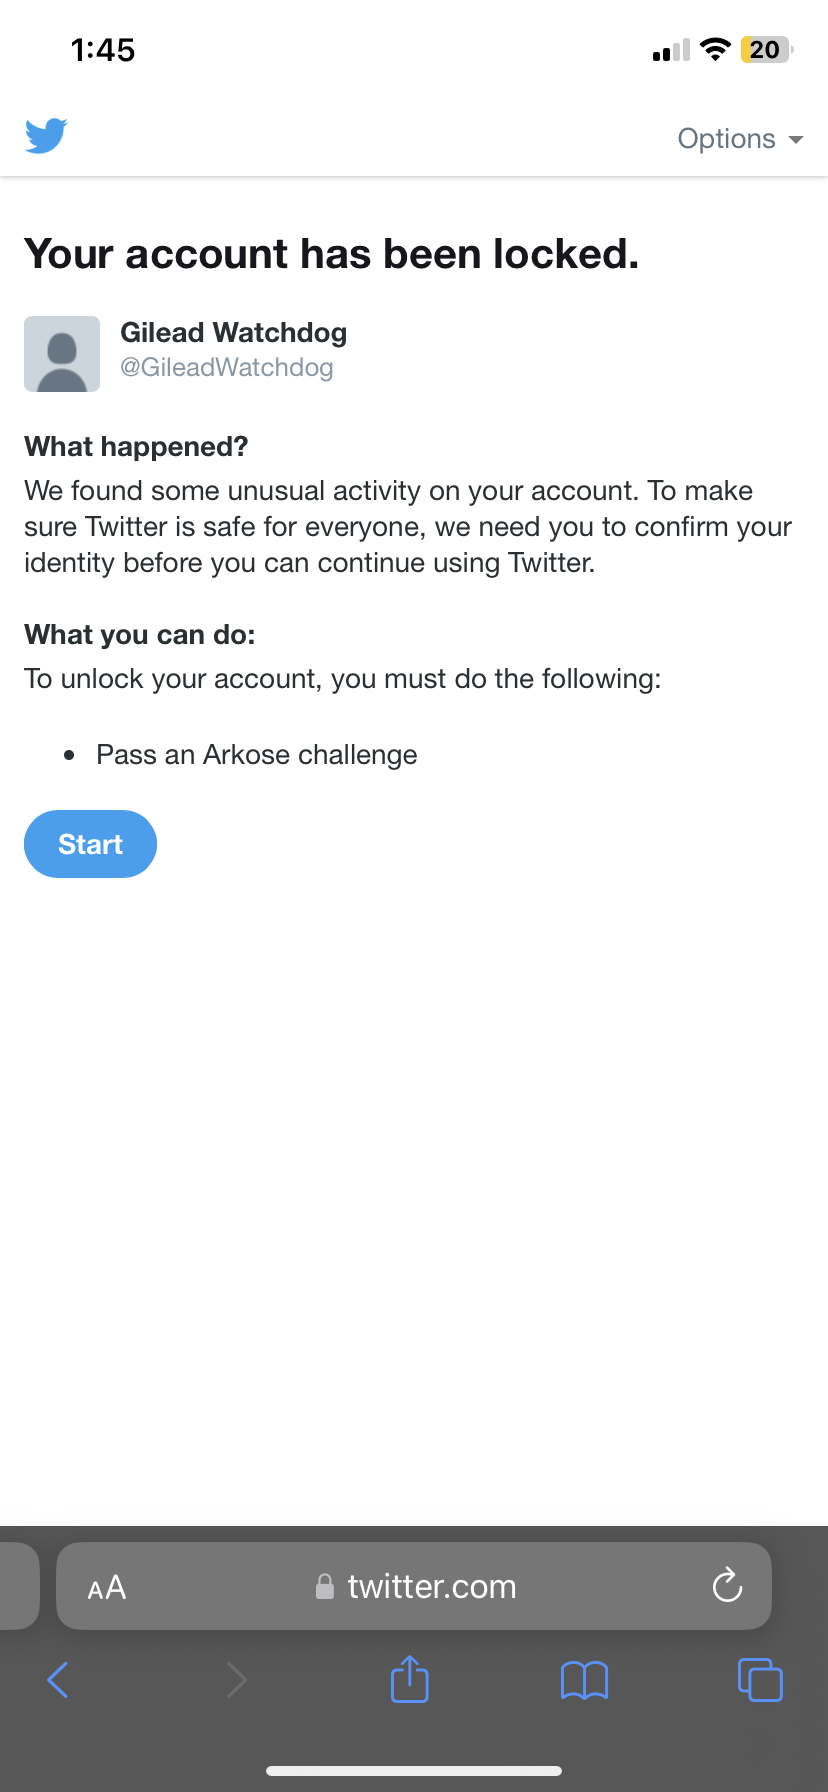 1:45
20
Options
Your account has been locked.
Gilead Watchdog
@GileadWatchdog
What happened?
We found some unusual activity on your account. To make
sure Twitter is safe for everyone, we need you to confirm your
identity before you can continue using Twitter.
What you can do:
To unlock your account, you must do the following:
• Pass an Arkose challenge
Start
AA
twitter.com